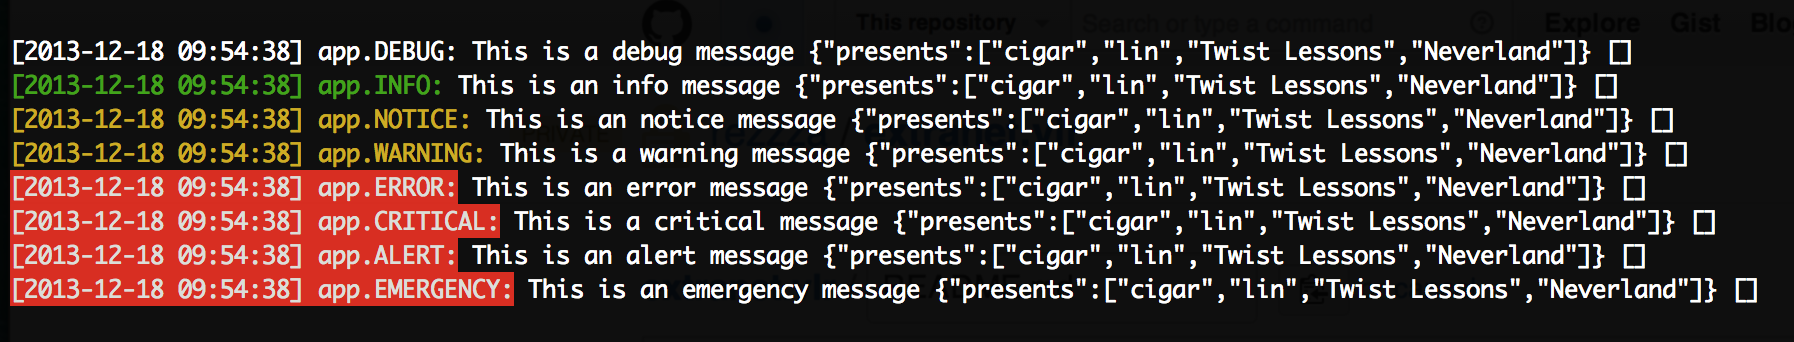 This repository Search or type a command Explore Gist Blo
[2013-12-18 09:54:38] app.DEBUG: This is a debug message {"presents":["cigar","lin","Twist Lessons","Neverland"]} []
[2013-12-18 09:54:38] app.INFO: This is an info message {"presents":["cigar","lin","Twist Lessons","Neverland"]} []
[2013-12-18 09:54:38] app.NOTICE: This is an notice message {"presents":["cigar","lin","Twist Lessons","Neverland"]} []
[2013-12-18 09:54:38] app.WARNING: This is a warning message {"presents":["cigar","lin","Twist Lessons","Neverland"]} []
[2013-12-18 09:54:38] app.ERROR: This is an error message {"presents":["cigar","lin","Twist Lessons","Neverland"]} []
[2013-12-18 09:54:38] app.CRITICAL: This is a critical message {"presents":["cigar","lin","Twist Lessons","Neverland"]} []
[2013-12-18 09:54:38] app.ALERT: This is an alert message {"presents":["cigar","lin","Twist Lessons","Neverland"]} []
[2013-12-18 09:54:38] app.EMERGENCY: This is an emergency message {"presents":["cigar","lin","Twist Lessons","Neverland"]} []